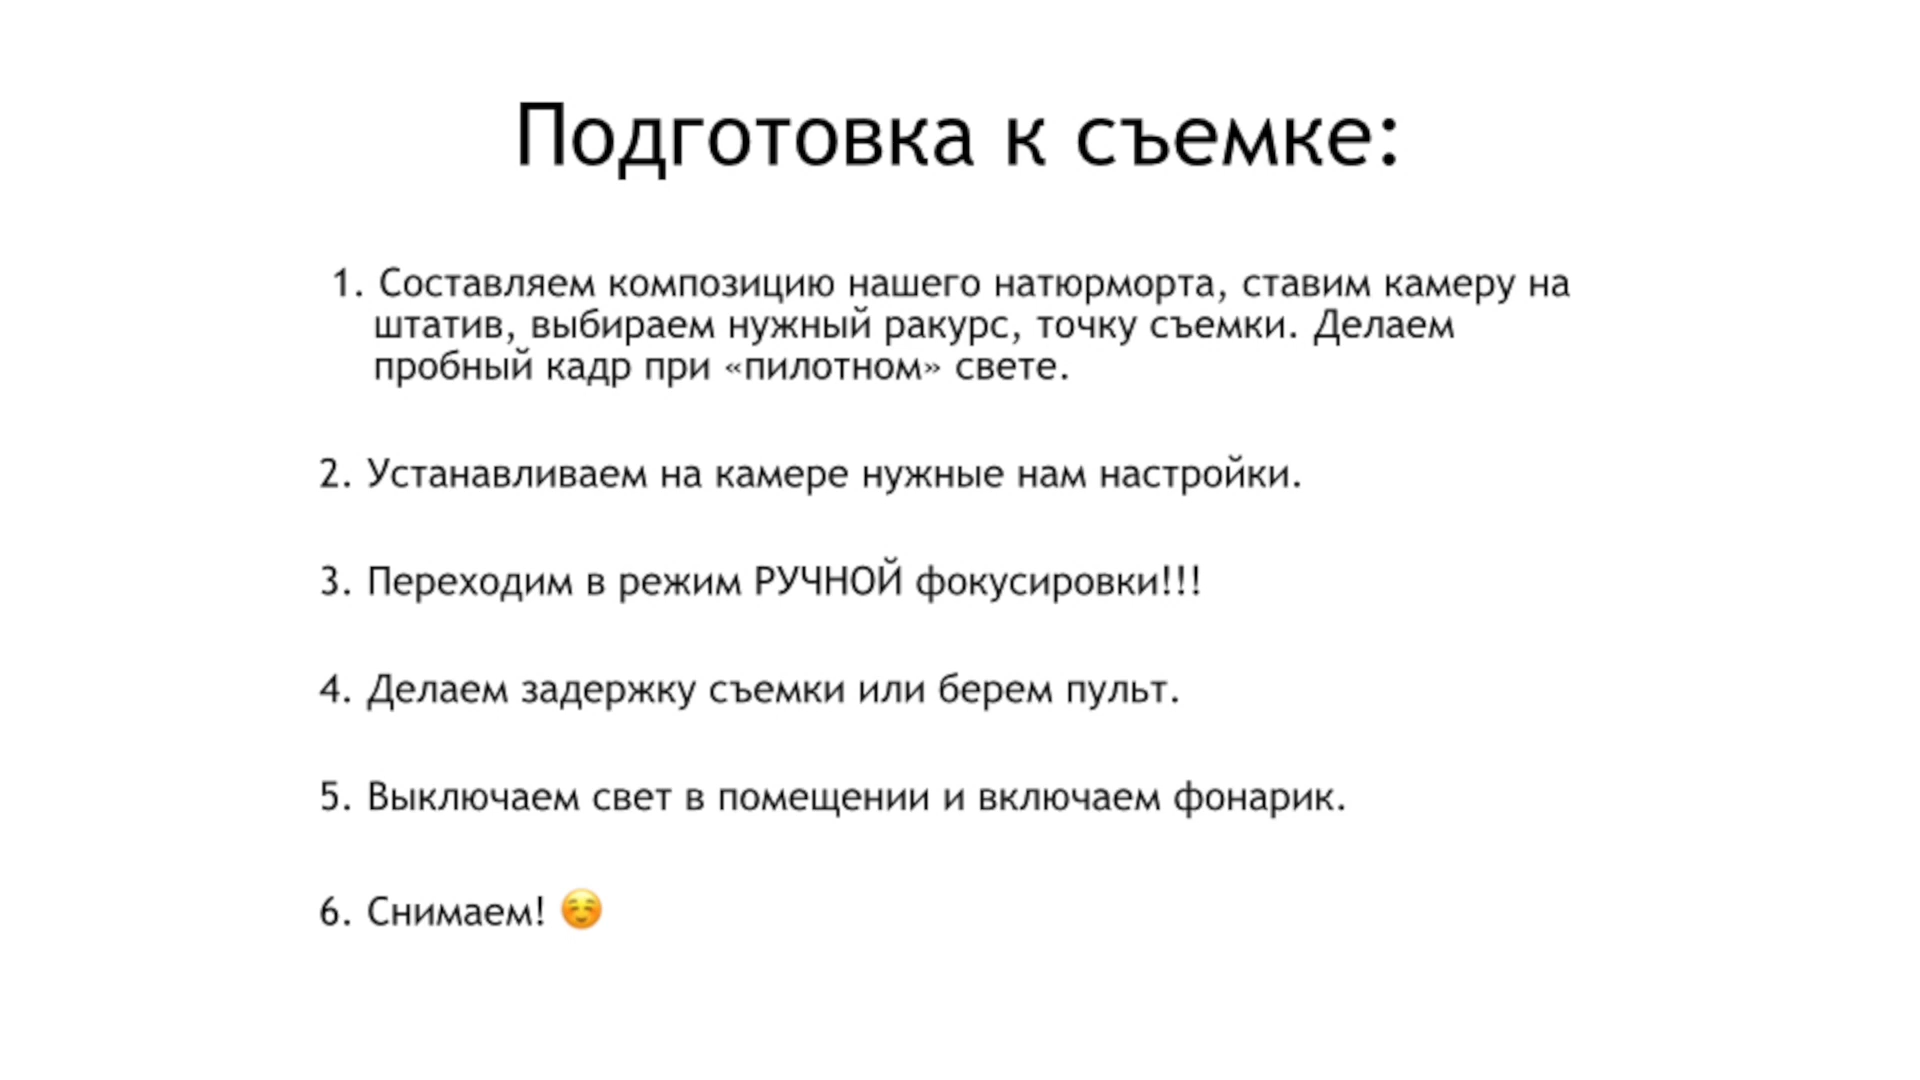 Подготовка к съемке:
1. Составляем композицию нашего натюрморта, ставим камеру на
штатив, выбираем нужный ракурс, точку съемки. Делаем
пробный кадр при «пилотном» свете.
2. Устанавливаем на камере нужные нам настройки.
3. Переходим в режим РУЧНОЙ фокусировки!!!
4. Делаем задержку съемки или берем пульт.
5. Выключаем свет в помещении и включаем фонарик.
6. Снимаем! ☺️